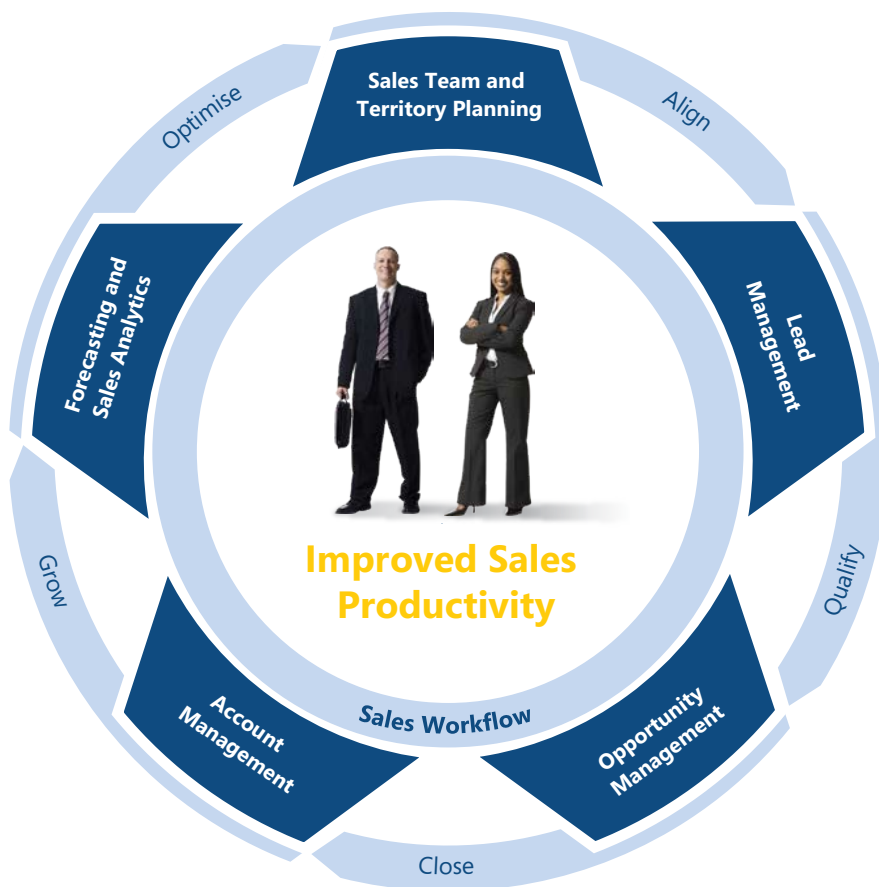 Sales Team and
Territory Planning
Align
Lead
Management
Qualify
Opportunity
Management
Close
Account
Management
Grow
Forecasting and
Sales Analytics
Optimise
Improved Sales
Productivity
Sales Workflow